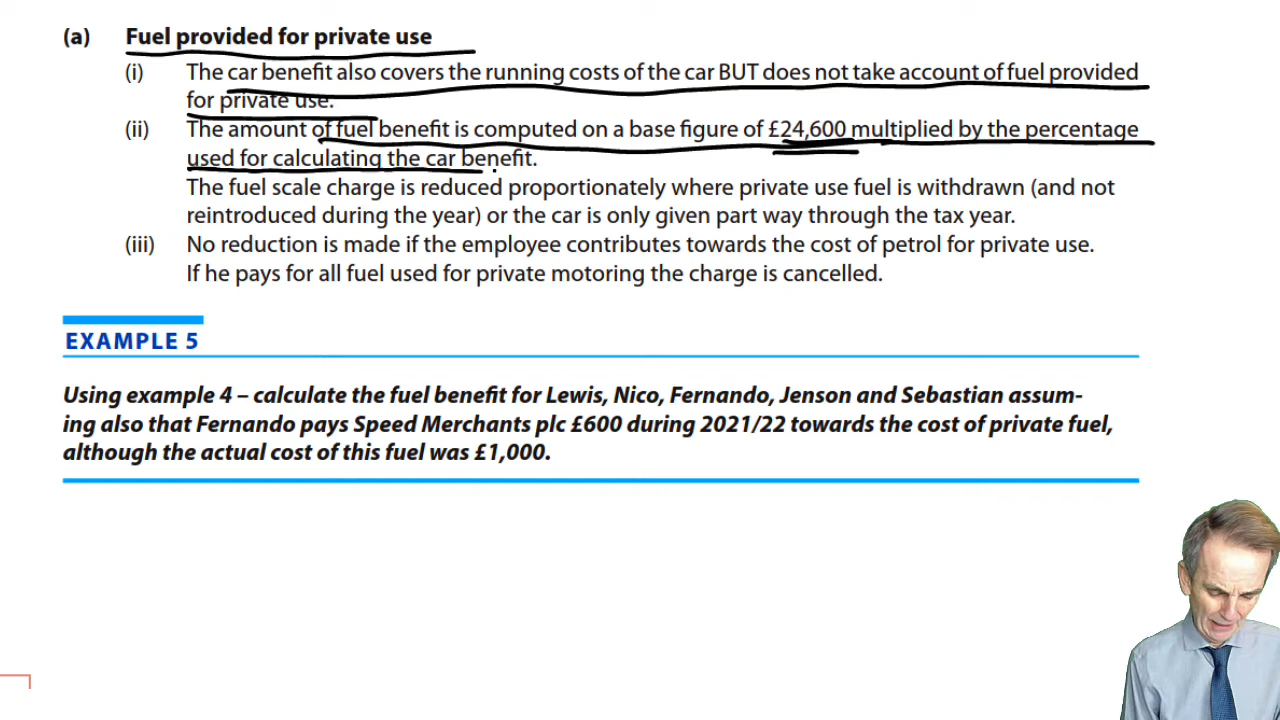 (a) Fuel provided for private use
(i) The car benefit also covers the running costs of the car BUT does not take account of fuel provided
for private use.
(ii) The amount of fuel benefit is computed on a base figure of £24,600 multiplied by the percentage
used for calculating the car benefit.
The fuel scale charge is reduced proportionately where private use fuel is withdrawn (and not
reintroduced during the year) or the car is only given part way through the tax year.
(iii) No reduction is made if the employee contributes towards the cost of petrol for private use.
If he pays for all fuel used for private motoring the charge is cancelled.
EXAMPLE 5
Using example 4 – calculate the fuel benefit for Lewis, Nico, Fernando, Jenson and Sebastian assum-
ing also that Fernando pays Speed Merchants plc £600 during 2021/22 towards the cost of private fuel,
although the actual cost of this fuel was £1,000.